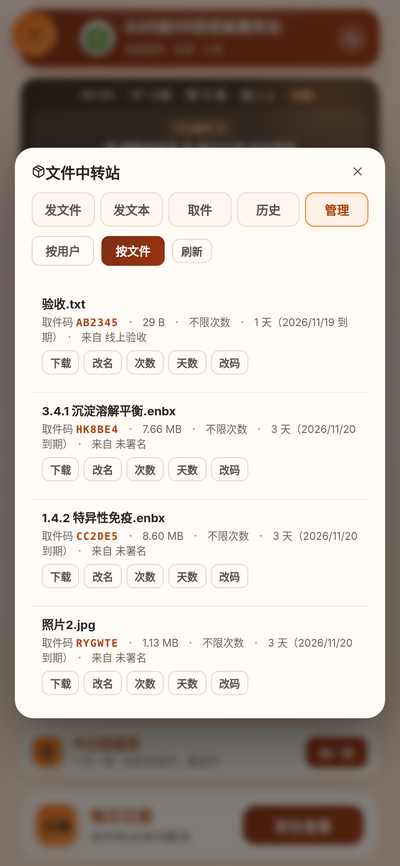 文件中转站
发文件 发文本 取件 历史 管理
按用户 按文件 刷新
验收.txt
取件码 AB2345 · 29 B · 不限次数 · 1 天（2026/11/19 到
期） · 来自 线上验收
下载 改名 次数 天数 改码
3.4.1 沉淀溶解平衡.enbx
取件码 HK8BE4 · 7.66 MB · 不限次数 · 3 天（2026/11/20
到期） · 来自 未署名
下载 改名 次数 天数 改码
1.4.2 特异性免疫.enbx
取件码 CC2DE5 · 8.60 MB · 不限次数 · 3 天（2026/11/20
到期） · 来自 未署名
下载 改名 次数 天数 改码
照片2.jpg
取件码 RYGWTE · 1.13 MB · 不限次数 · 3 天（2026/11/20
到期） · 来自 未署名
下载 改名 次数 天数 改码